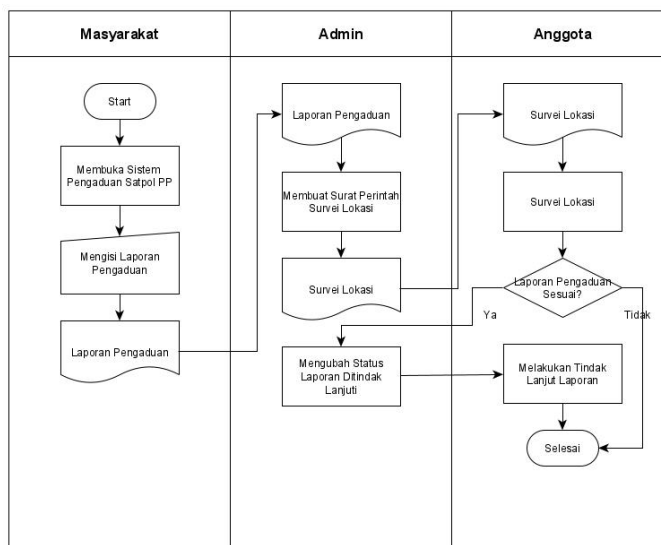 Masyarakat
Admin
Anggota
Start
Membuka Sistem
Pengaduan Satpol PP
Mengisi Laporan
Pengaduan
Laporan Pengaduan
Laporan Pengaduan
Membuat Surat Perintah
Survei Lokasi
Survei Lokasi
Mengubah Status
Laporan Ditindak
Lanjuti
Survei Lokasi
Survei Lokasi
Laporan Pengaduan
Sesuai?
Ya
Tidak
Melakukan Tindak
Lanjut Laporan
Selesai